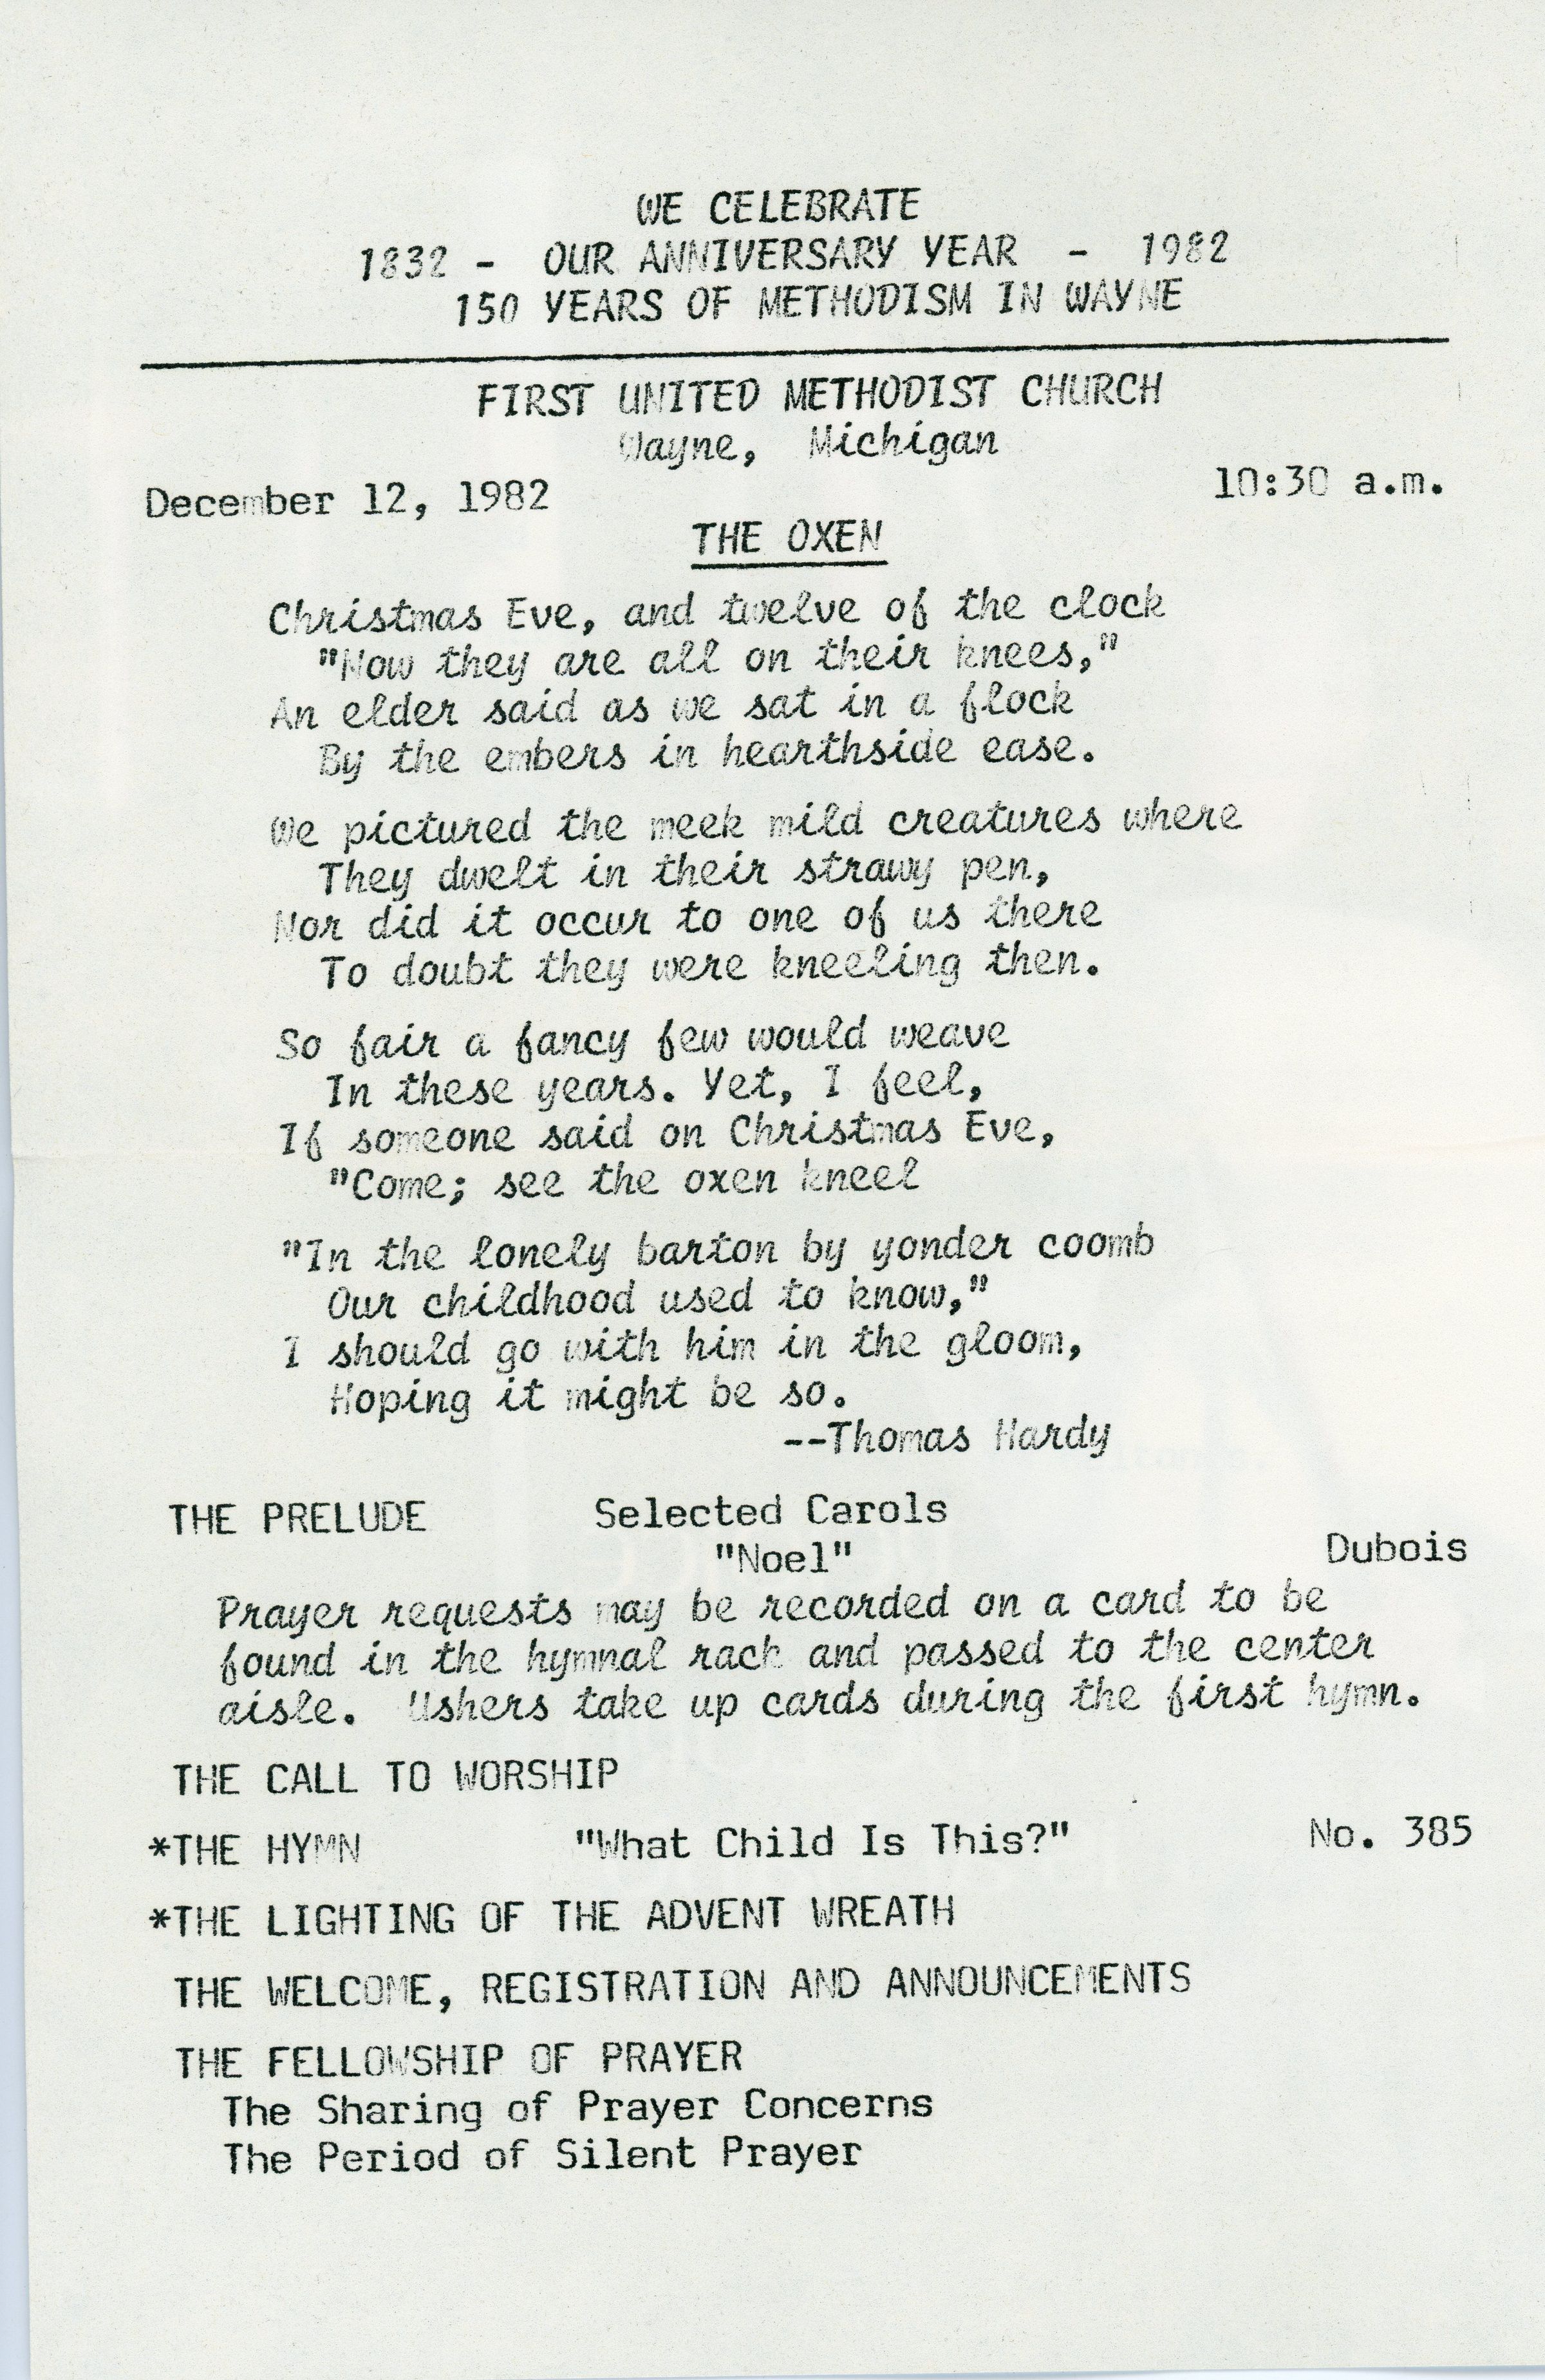 WE CELEBRATE
1832 - OUR ANNIVERSARY YEAR - 1982
150 YEARS OF METHODISM IN WAYNE
FIRST UNITED METHODIST CHURCH
Wayne, Michigan
December 12, 1982 10:30 a.m.
THE OXEN
Christmas Eve, and twelve of the clock
"Now they are all on their knees,"
An elder said as we sat in a flock
By the embers in hearthside ease.
We pictured the meek mild creatures where
They dwelt in their strawy pen,
Nor did it occur to one of us there
To doubt they were kneeling then.
So fair a fancy few would weave
In these years. Yet, I feel,
If someone said on Christmas Eve,
"Come; see the oxen kneel
"In the lonely barton by yonder coomb
Our childhood used to know,"
I should go with him in the gloom,
Hoping it might be so.
--Thomas Hardy
THE PRELUDE Selected Carols
"Noel" Dubois
Prayer requests may be recorded on a card to be
found in the hymnal rack and passed to the center
aisle. Ushers take up cards during the first hymn.
THE CALL TO WORSHIP
*THE HYMN "What Child Is This?" No. 385
*THE LIGHTING OF THE ADVENT WREATH
THE WELCOME, REGISTRATION AND ANNOUNCEMENTS
THE FELLOWSHIP OF PRAYER
The Sharing of Prayer Concerns
The Period of Silent Prayer